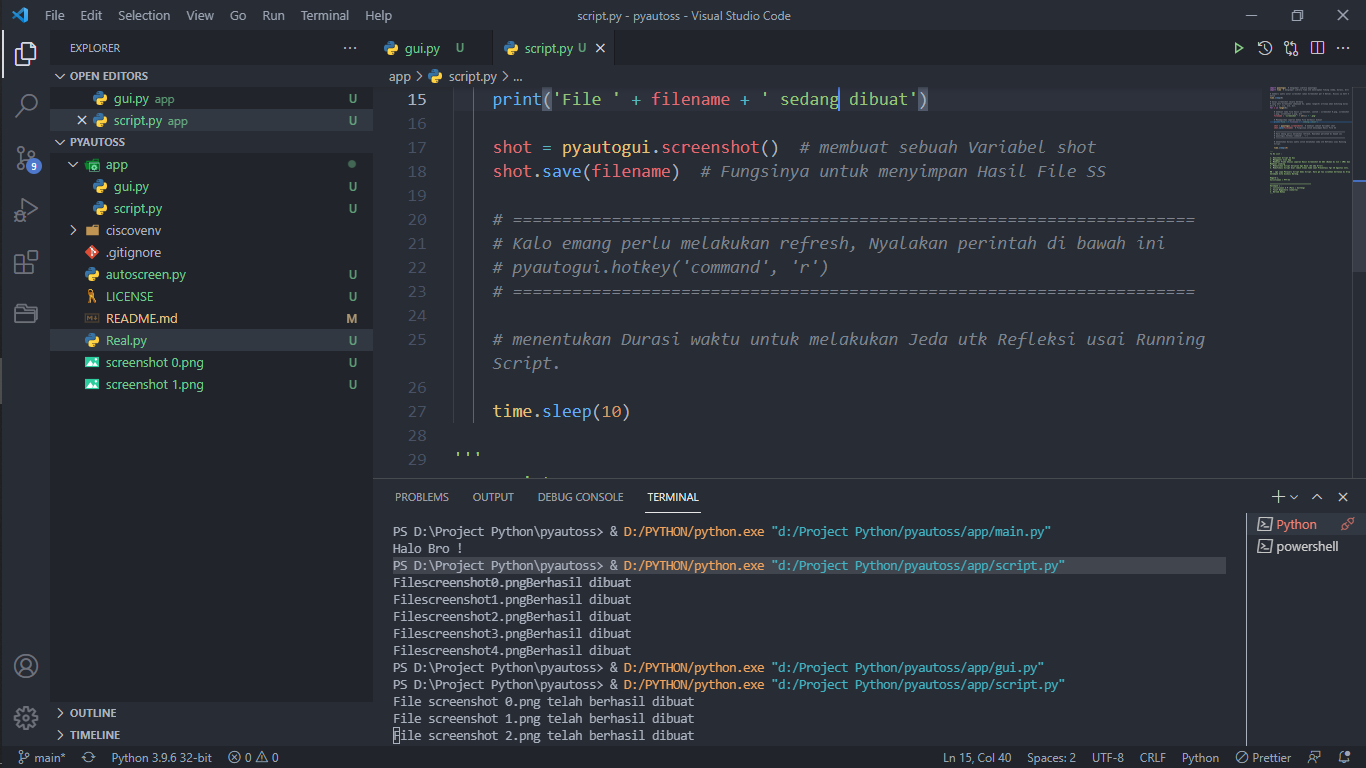 File Edit Selection View Go Run Terminal Help script.py - pyautoss - Visual Studio Code
EXPLORER
OPEN EDITORS
gui.py app U
script.py app U
PYAUTOSS
app
gui.py U
script.py U
ciscovenv
.gitignore
autoscreen.py U
LICENSE U
README.md M
Real.py U
screenshot 0.png U
screenshot 1.png U
OUTLINE
TIMELINE
9
gui.py U script.py U
app > script.py > ...
15 print('File ' + filename + ' sedang dibuat')
16
17 shot = pyautogui.screenshot() # membuat sebuah Variabel shot
18 shot.save(filename) # Fungsinya untuk menyimpan Hasil File SS
19
20 # =====================================================================
21 # Kalo emang perlu melakukan refresh, Nyalakan perintah di bawah ini
22 # pyautogui.hotkey('command', 'r')
23 # =====================================================================
24
25 # menentukan Durasi waktu untuk melakukan Jeda utk Refleksi usai Running
Script.
26
27 time.sleep(10)
28
29 '''
PROBLEMS OUTPUT DEBUG CONSOLE TERMINAL
PS D:\Project Python\pyautoss> & D:/PYTHON/python.exe "d:/Project Python/pyautoss/app/main.py"
Halo Bro !
PS D:\Project Python\pyautoss> & D:/PYTHON/python.exe "d:/Project Python/pyautoss/app/script.py"
Filescreenshot0.pngBerhasil dibuat
Filescreenshot1.pngBerhasil dibuat
Filescreenshot2.pngBerhasil dibuat
Filescreenshot3.pngBerhasil dibuat
Filescreenshot4.pngBerhasil dibuat
PS D:\Project Python\pyautoss> & D:/PYTHON/python.exe "d:/Project Python/pyautoss/app/gui.py"
PS D:\Project Python\pyautoss> & D:/PYTHON/python.exe "d:/Project Python/pyautoss/app/script.py"
File screenshot 0.png telah berhasil dibuat
File screenshot 1.png telah berhasil dibuat
File screenshot 2.png telah berhasil dibuat
Python
powershell
main* Python 3.9.6 32-bit 0 0 Ln 15, Col 40 Spaces: 2 UTF-8 CRLF Python Prettier